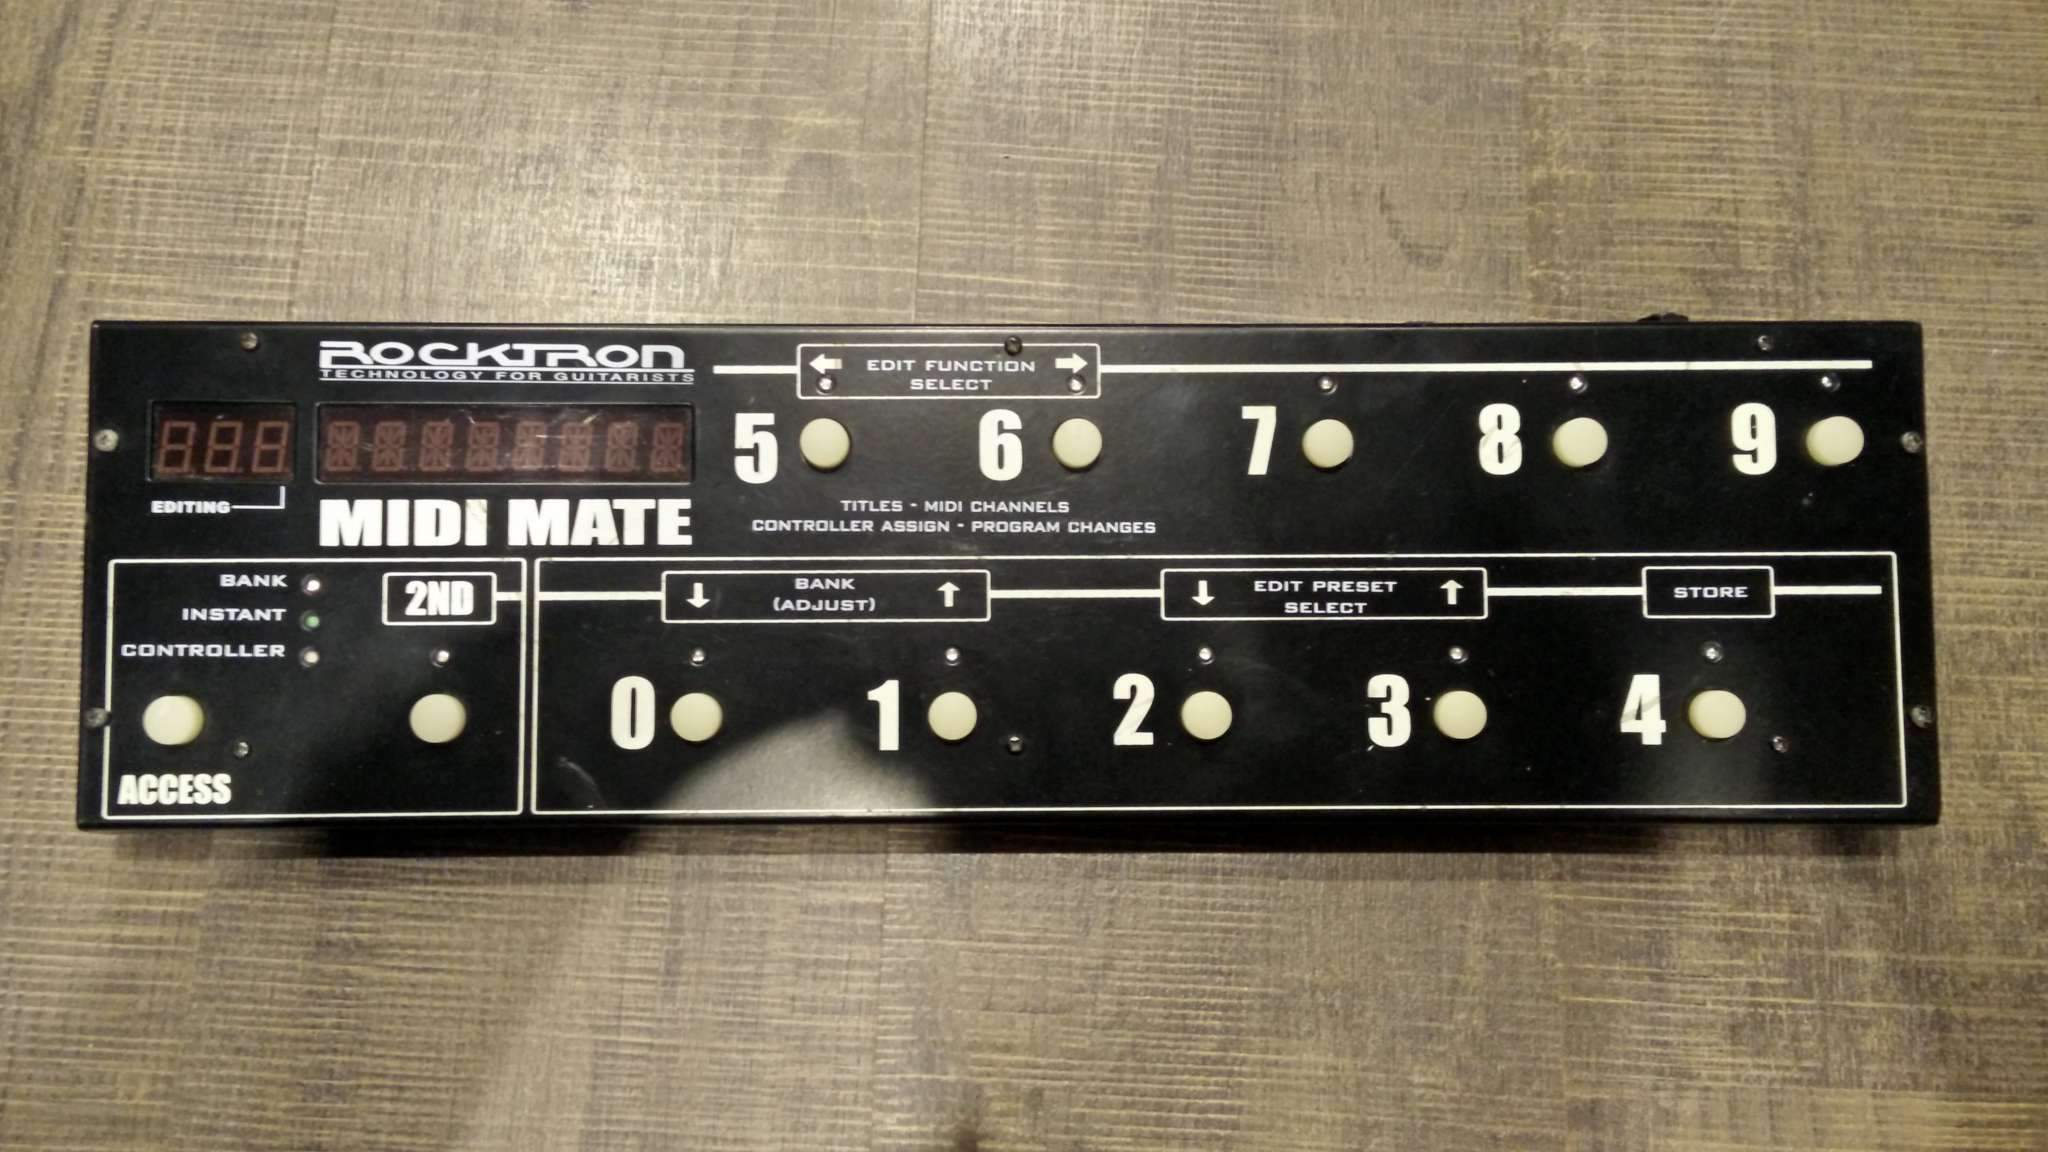 ROCKTRON
TECHNOLOGY FOR GUITARISTS
EDITING
MIDI MATE
EDIT FUNCTION
SELECT
5 6 7 8 9
TITLES - MIDI CHANNELS
CONTROLLER ASSIGN - PROGRAM CHANGES
BANK
INSTANT
CONTROLLER
2ND
ACCESS
BANK
(ADJUST)
EDIT PRESET
SELECT
STORE
0 1 2 3 4